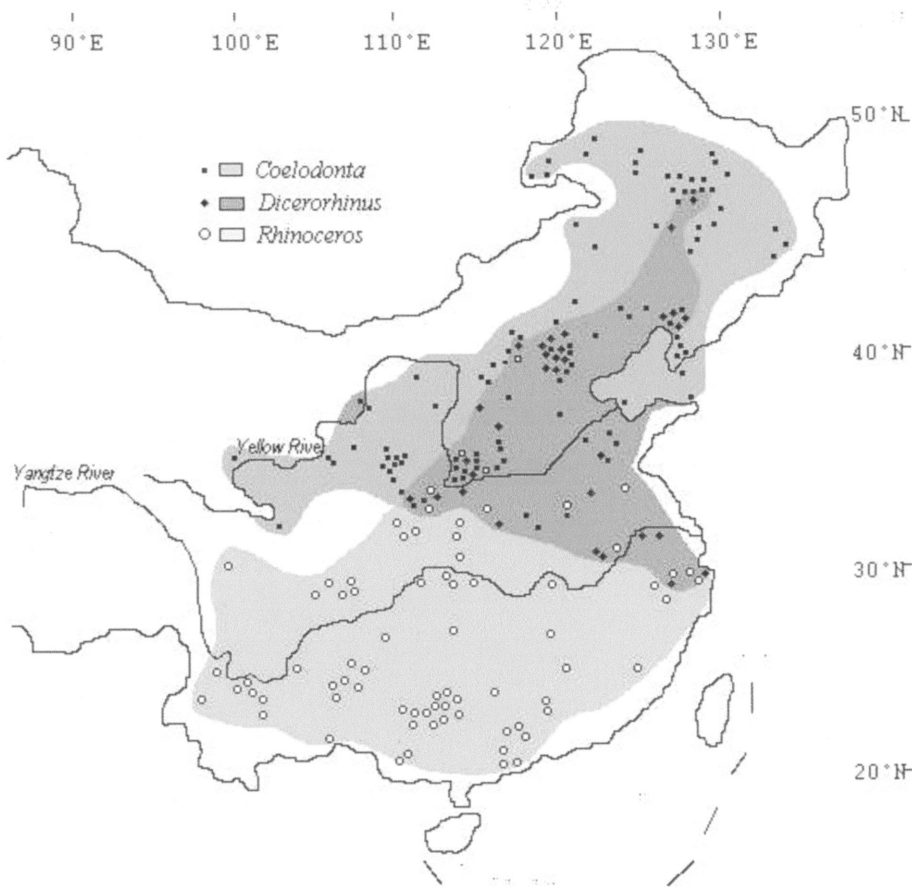 90°E 100°E 110°E 120°E 130°E
50°N
Coelodonta
Dicerorhinus
Rhinoceros
40°N
Yellow River
Yangtze River
30°N
20°N